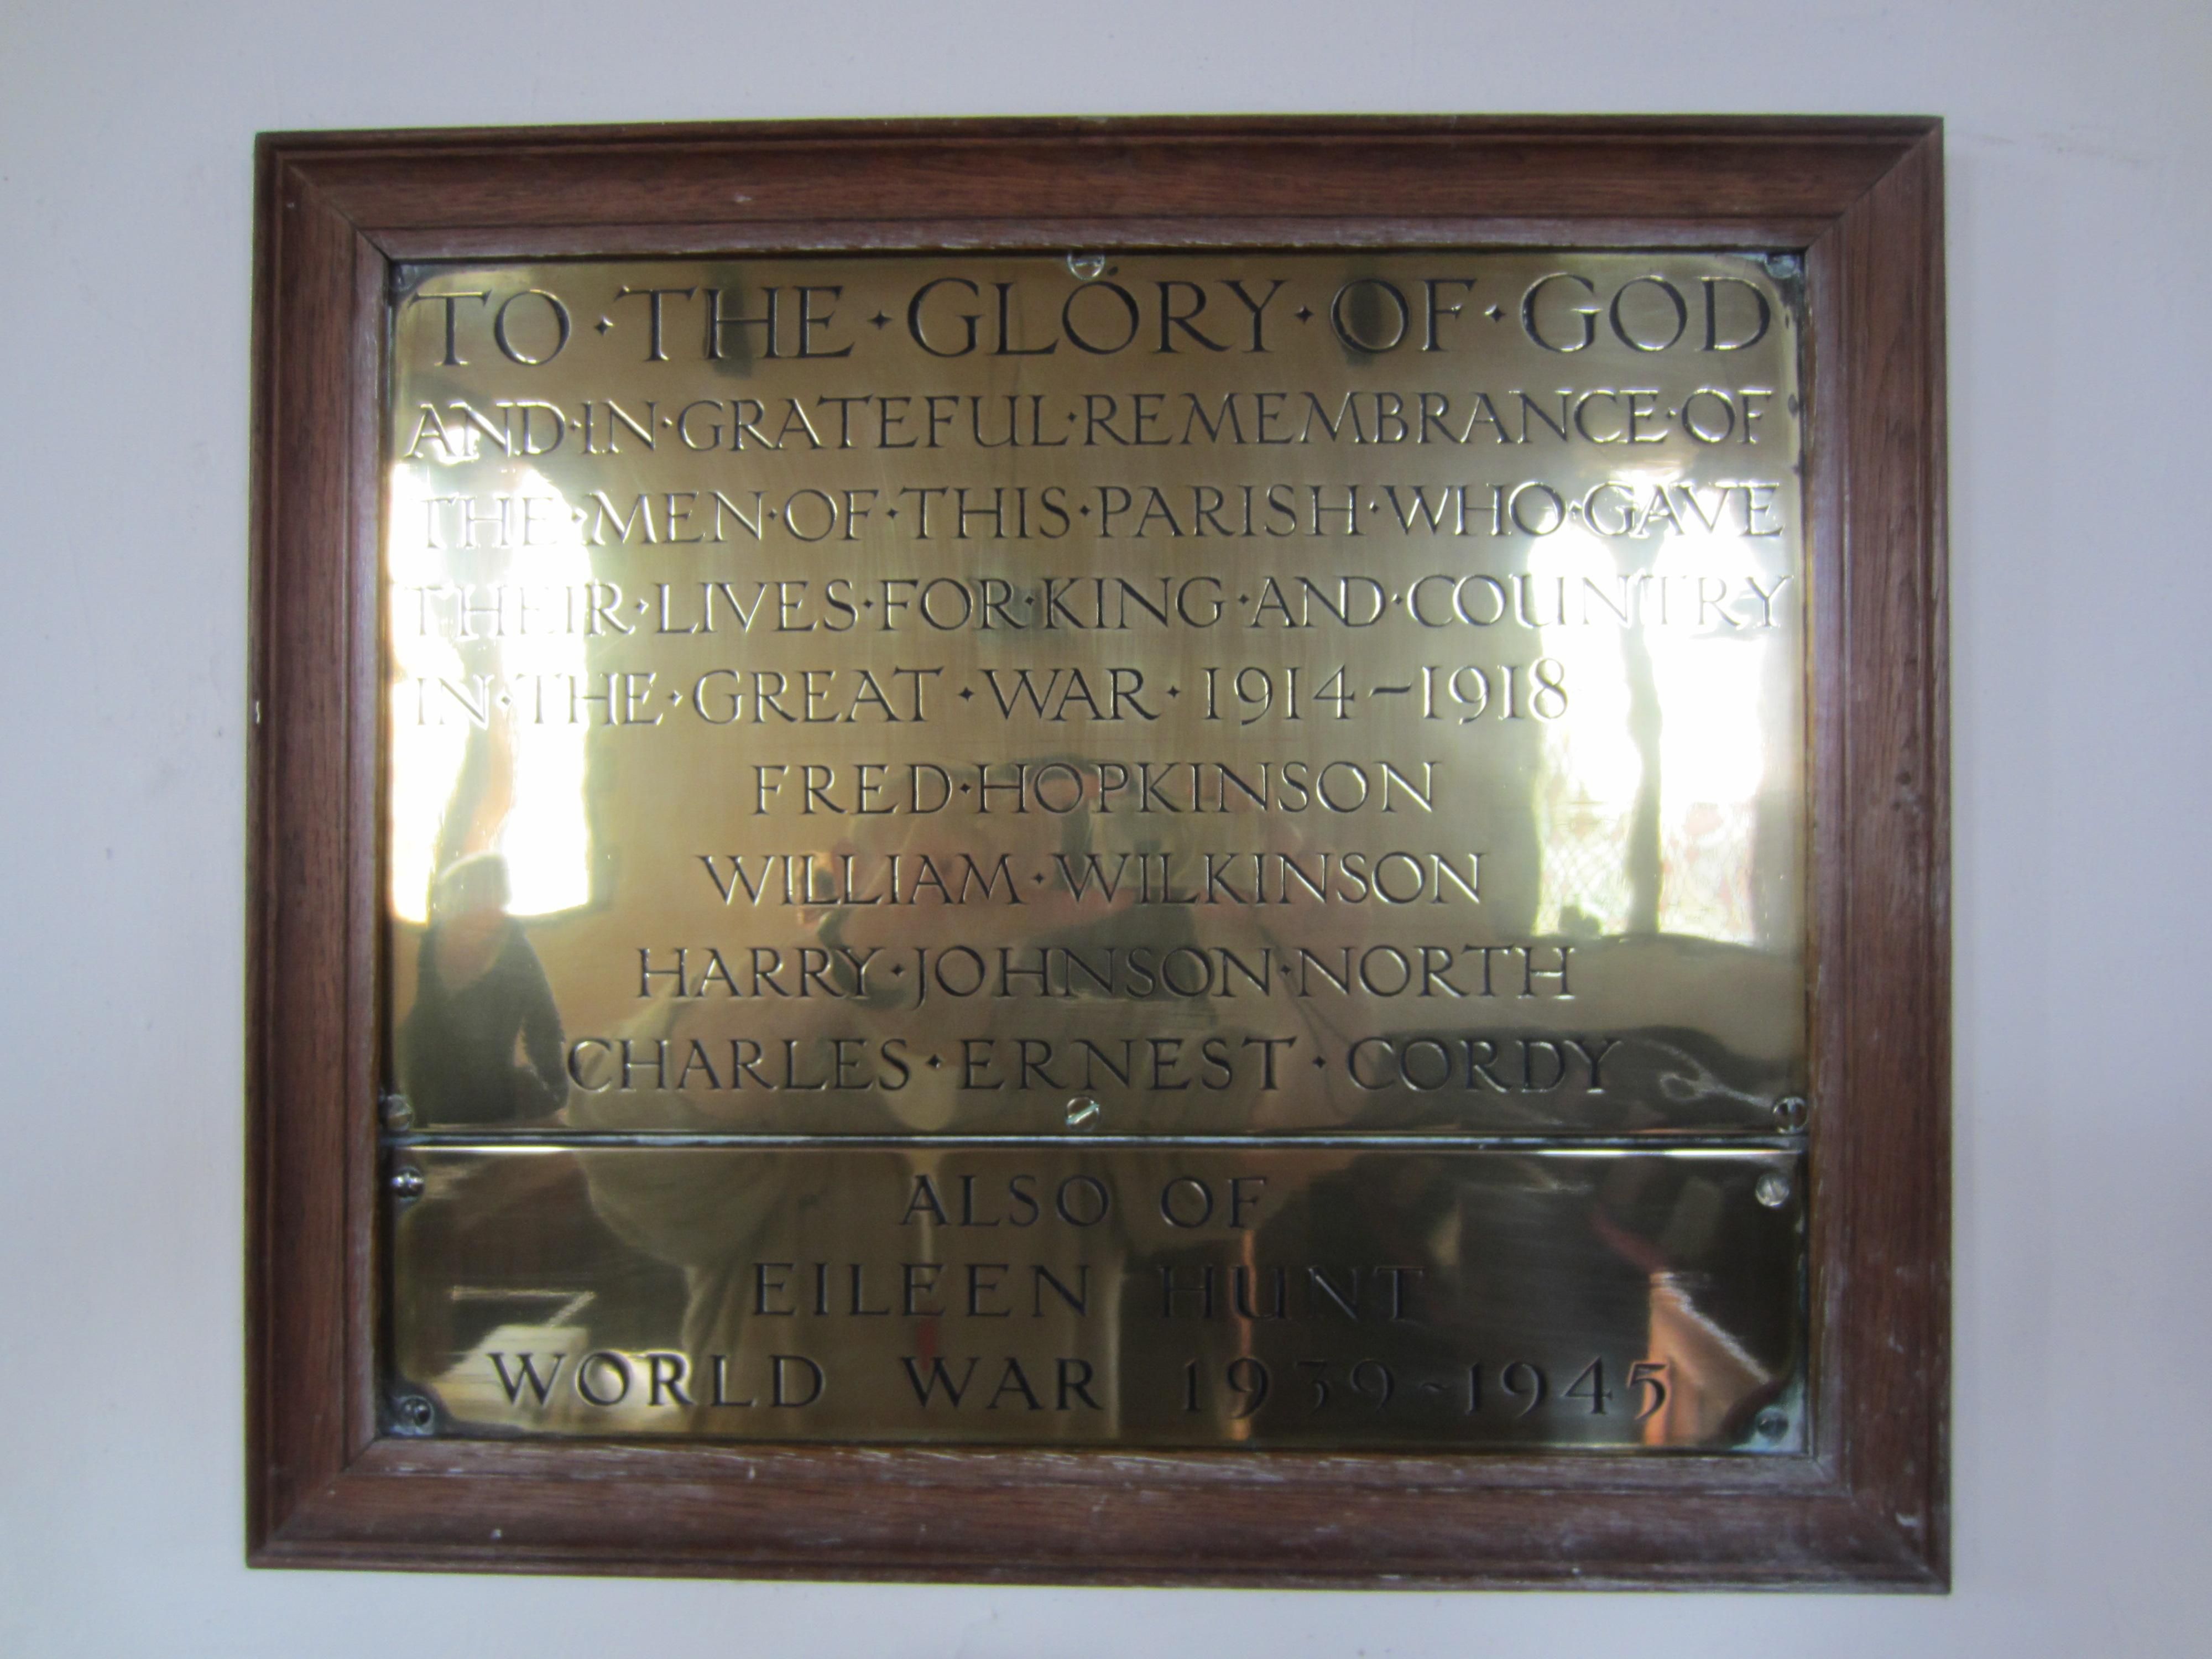 TO·THE·GLORY·OF·GOD
AND·IN·GRATEFUL·REMEMBRANCE·OF
THE·MEN·OF·THIS·PARISH·WHO·GAVE
THEIR·LIVES·FOR·KING·AND·COUNTRY
IN·THE·GREAT·WAR·1914-1918
FRED·HOPKINSON
WILLIAM·WILKINSON
HARRY·JOHNSON·NORTH
CHARLES·ERNEST·CORDY
ALSO OF
EILEEN HUNT
WORLD WAR 1939-1945